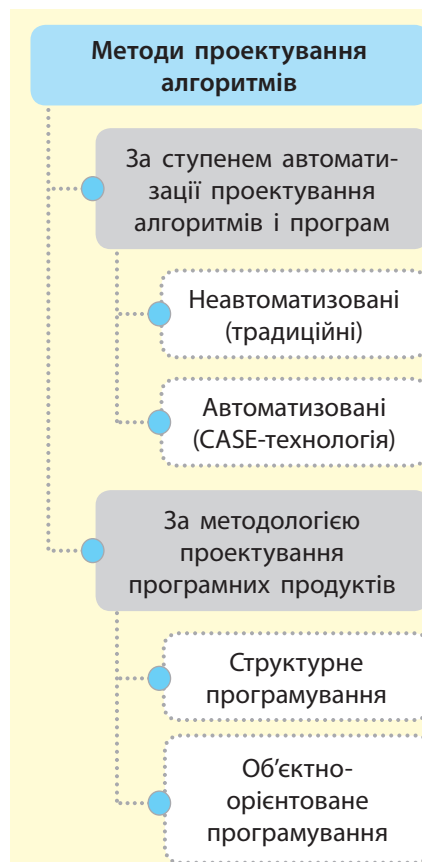 Методи проектування
алгоритмів
За ступенем автомати-
зації проектування
алгоритмів і програм
Неавтоматизовані
(традиційні)
Автоматизовані
(CASE-технологія)
За методологією
проектування
програмних продуктів
Структурне
програмування
Об’єктно-
орієнтоване
програмування